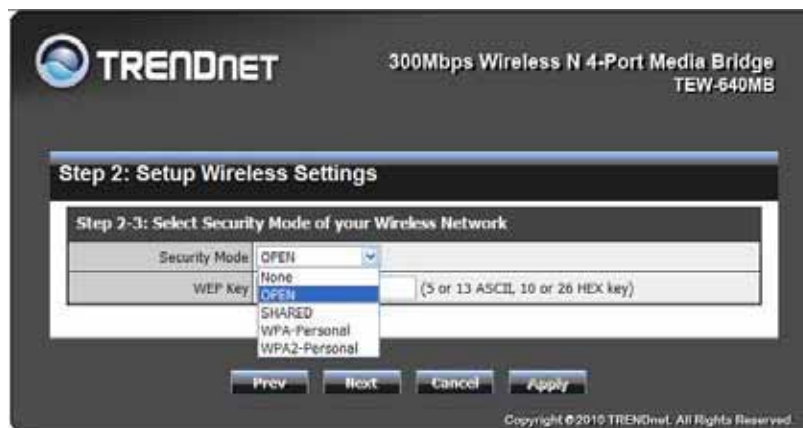 TRENDNET
300Mbps Wireless N 4-Port Media Bridge
TEW-640MB
Step 2: Setup Wireless Settings
Step 2-3: Select Security Mode of your Wireless Network
Security Mode OPEN
None
WEP Key (5 or 13 ASCII, 10 or 26 HEX key)
OPEN
SHARED
WPA-Personal
WPA2-Personal
Prev Next Cancel Apply
Copyright © 2010 TRENDnet. All Rights Reserved.